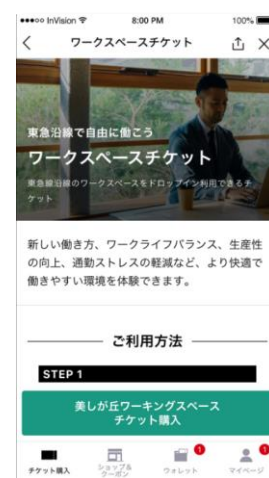 InVision 8:00 PM 100%
ワークスペースチケット
東急沿線で自由に働こう
ワークスペースチケット
東急線沿線のワークスペースをドロップイン利用できるチ
ケット
新しい働き方、ワークライフバランス、生産性
の向上、通勤ストレスの軽減など、より快適で
働きやすい環境を体験できます。
ご利用方法
STEP 1
美しが丘ワーキングスペース
チケット購入
1 1
チケット購入 ショップ&
クーポン ウォレット マイページ